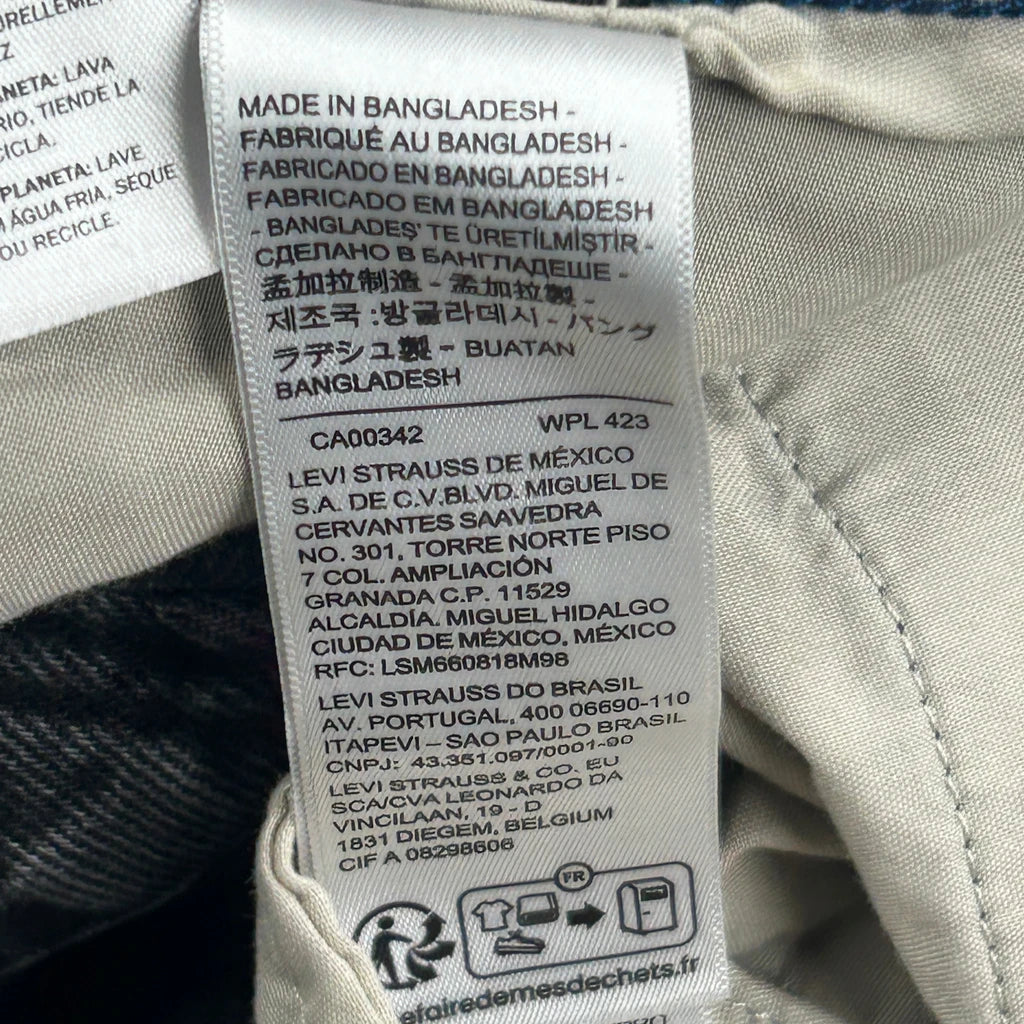 NETA: LAVA
RIO, TIENDE LA
CICLA.
PLANETA: LAVE
ÁGUA FRIA, SEQUE
OU RECICLE.
MADE IN BANGLADESH -
FABRIQUÉ AU BANGLADESH -
FABRICADO EN BANGLADESH -
FABRICADO EM BANGLADESH
- BANGLADEŞ' TE ÜRETİLMİŞTİR -
СДЕЛАНО В БАНГЛАДЕШЕ -
孟加拉制造 - 孟加拉製 -
제조국 :방글라데시 - バング
ラデシュ製 - BUATAN
BANGLADESH
CA00342 WPL 423
LEVI STRAUSS DE MÉXICO
S.A. DE C.V.BLVD. MIGUEL DE
CERVANTES SAAVEDRA
NO. 301, TORRE NORTE PISO
7 COL. AMPLIACIÓN
GRANADA C.P. 11529
ALCALDÍA. MIGUEL HIDALGO
CIUDAD DE MÉXICO, MÉXICO
RFC: LSM660818M98
LEVI STRAUSS DO BRASIL
AV. PORTUGAL, 400 06690-110
ITAPEVI – SAO PAULO BRASIL
CNPJ: 43.351.097/0001-90
LEVI STRAUSS & CO. EU
SCA/CVA LEONARDO DA
VINCILAAN, 19 - D
1831 DIEGEM, BELGIUM
CIF A 08298606
FR
efairedemesdechets.fr